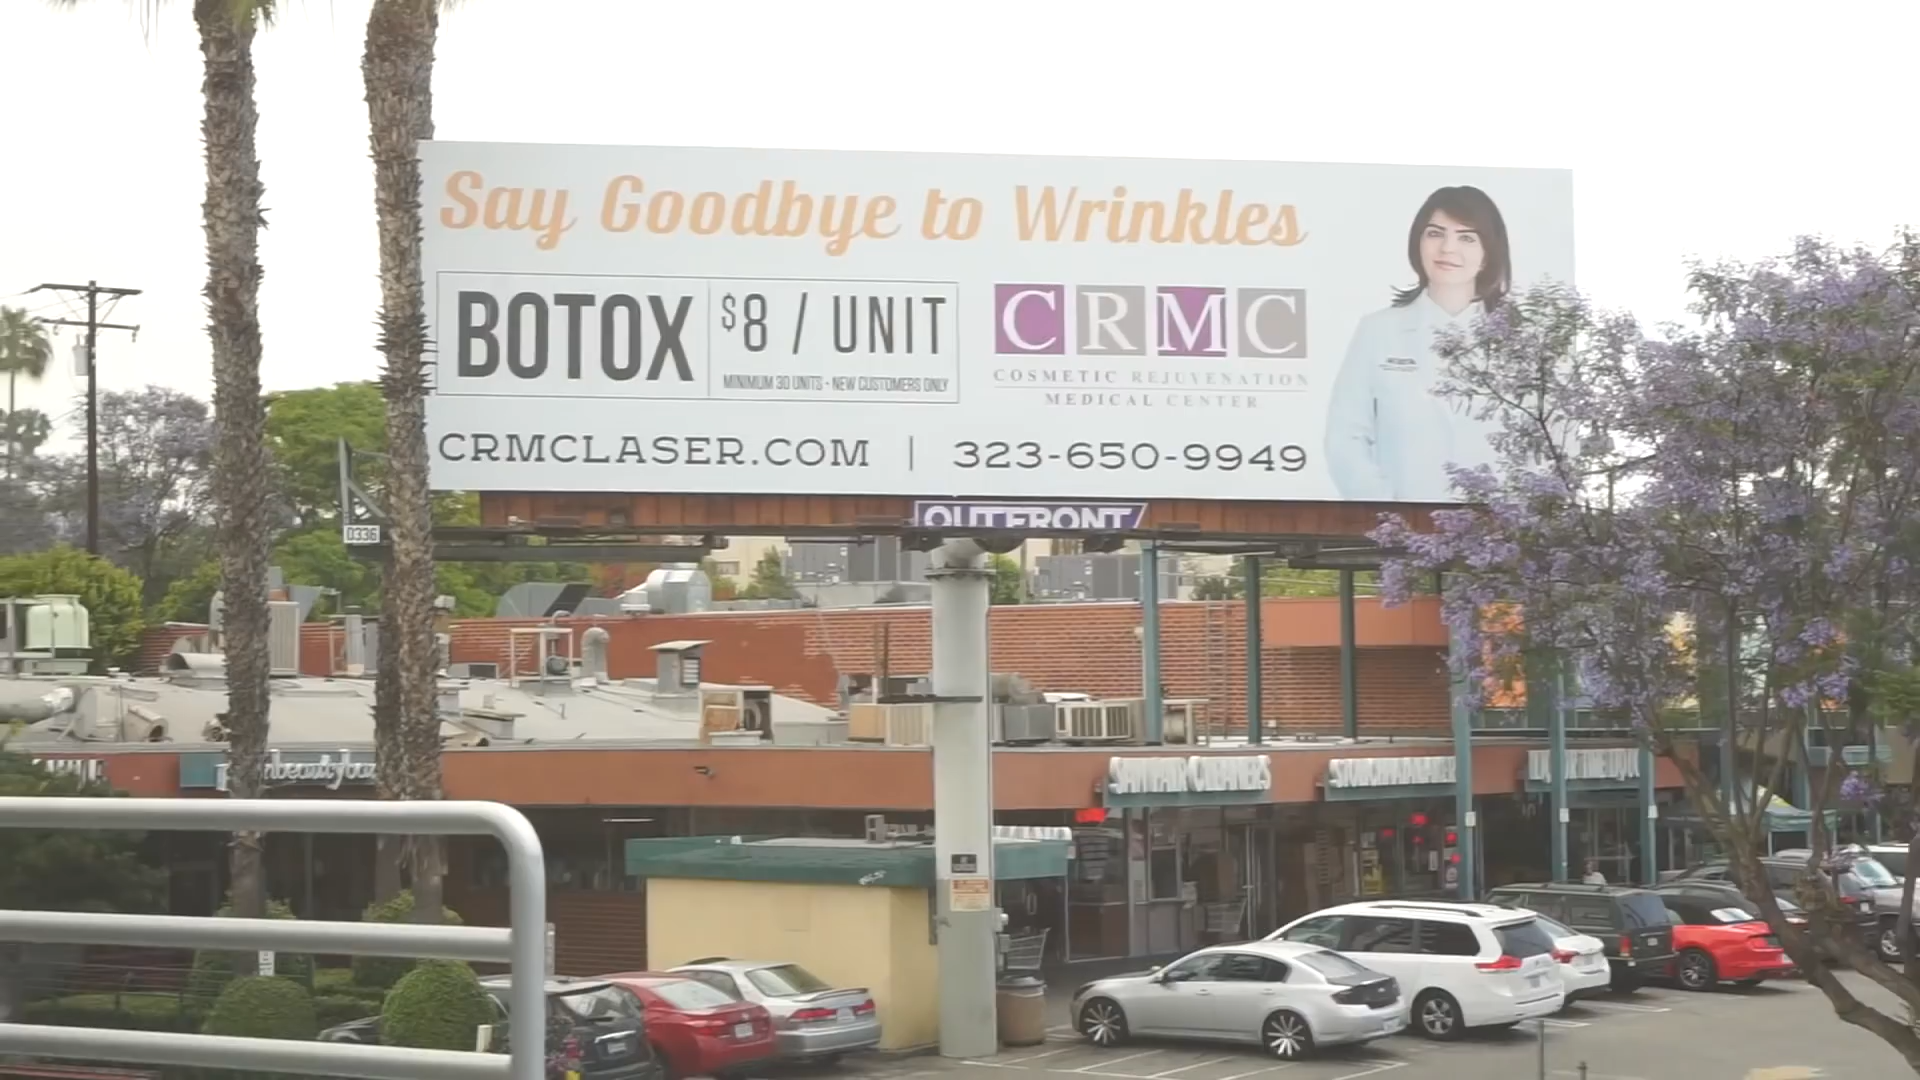 Say Goodbye to Wrinkles
BOTOX
$8 / UNIT
MINIMUM 30 UNITS - NEW CUSTOMERS ONLY
CRMC
COSMETIC REJUVENATION
MEDICAL CENTER
CRMCLASER.COM | 323-650-9949
OUTFRONT
0336
CLEANERS